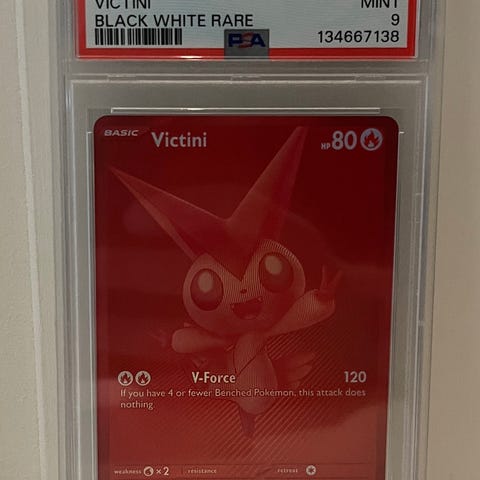 VICTINI MINT
BLACK WHITE RARE 9
PSA 134667138
BASIC Victini HP 80
V-Force 120
If you have 4 or fewer Benched Pokémon, this attack does
nothing
weakness × 2 resistance retreat